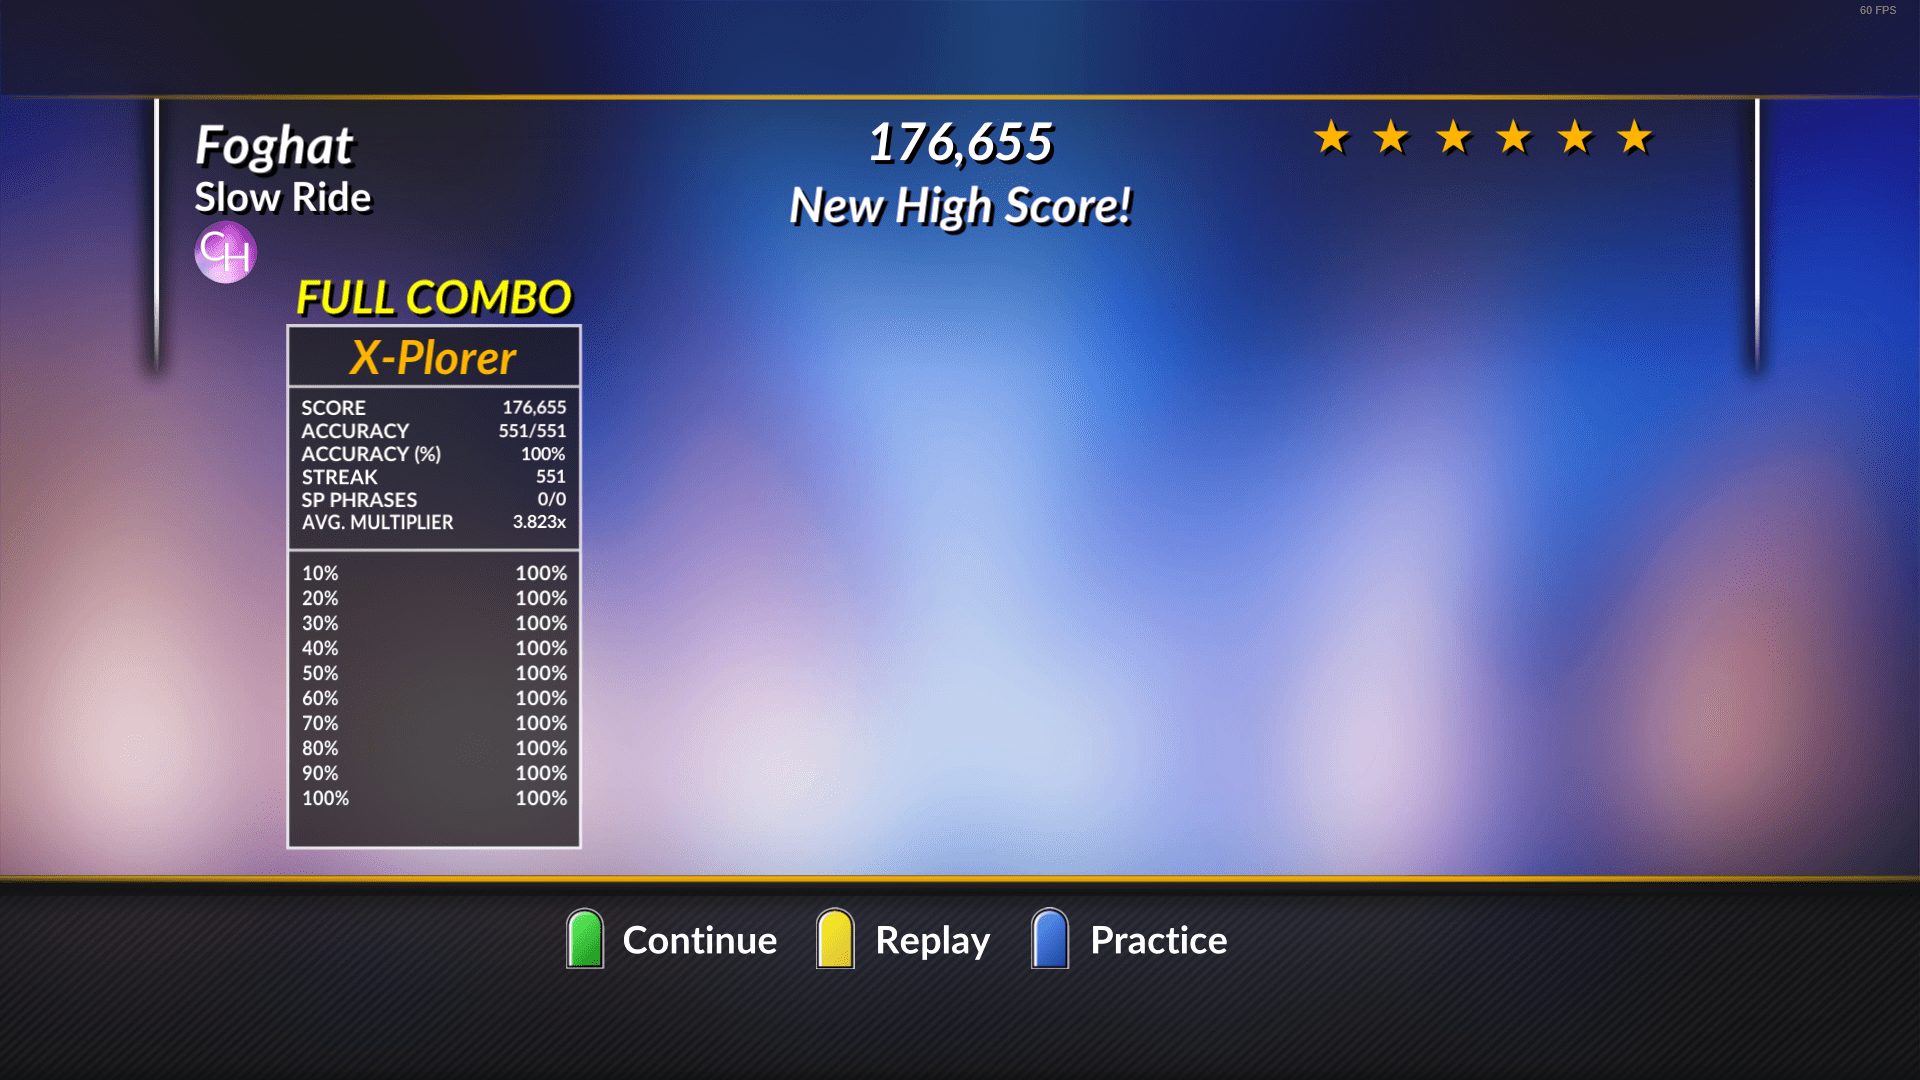 60 FPS
Foghat
Slow Ride
CH
176,655
New High Score!
FULL COMBO
X-Plorer
SCORE 176,655
ACCURACY 551/551
ACCURACY (%) 100%
STREAK 551
SP PHRASES 0/0
AVG. MULTIPLIER 3.823x
10% 100%
20% 100%
30% 100%
40% 100%
50% 100%
60% 100%
70% 100%
80% 100%
90% 100%
100% 100%
Continue Replay Practice